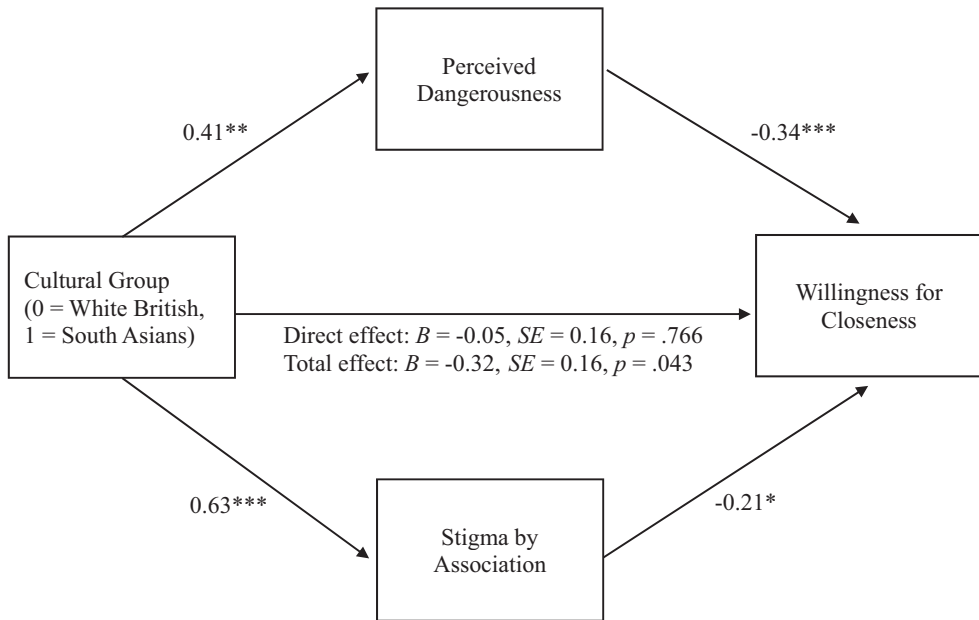 Perceived
Dangerousness
0.41**
-0.34***
Cultural Group
(0 = White British,
1 = South Asians)
Willingness for
Closeness
Direct effect: B = -0.05, SE = 0.16, p = .766
Total effect: B = -0.32, SE = 0.16, p = .043
0.63***
-0.21*
Stigma by
Association